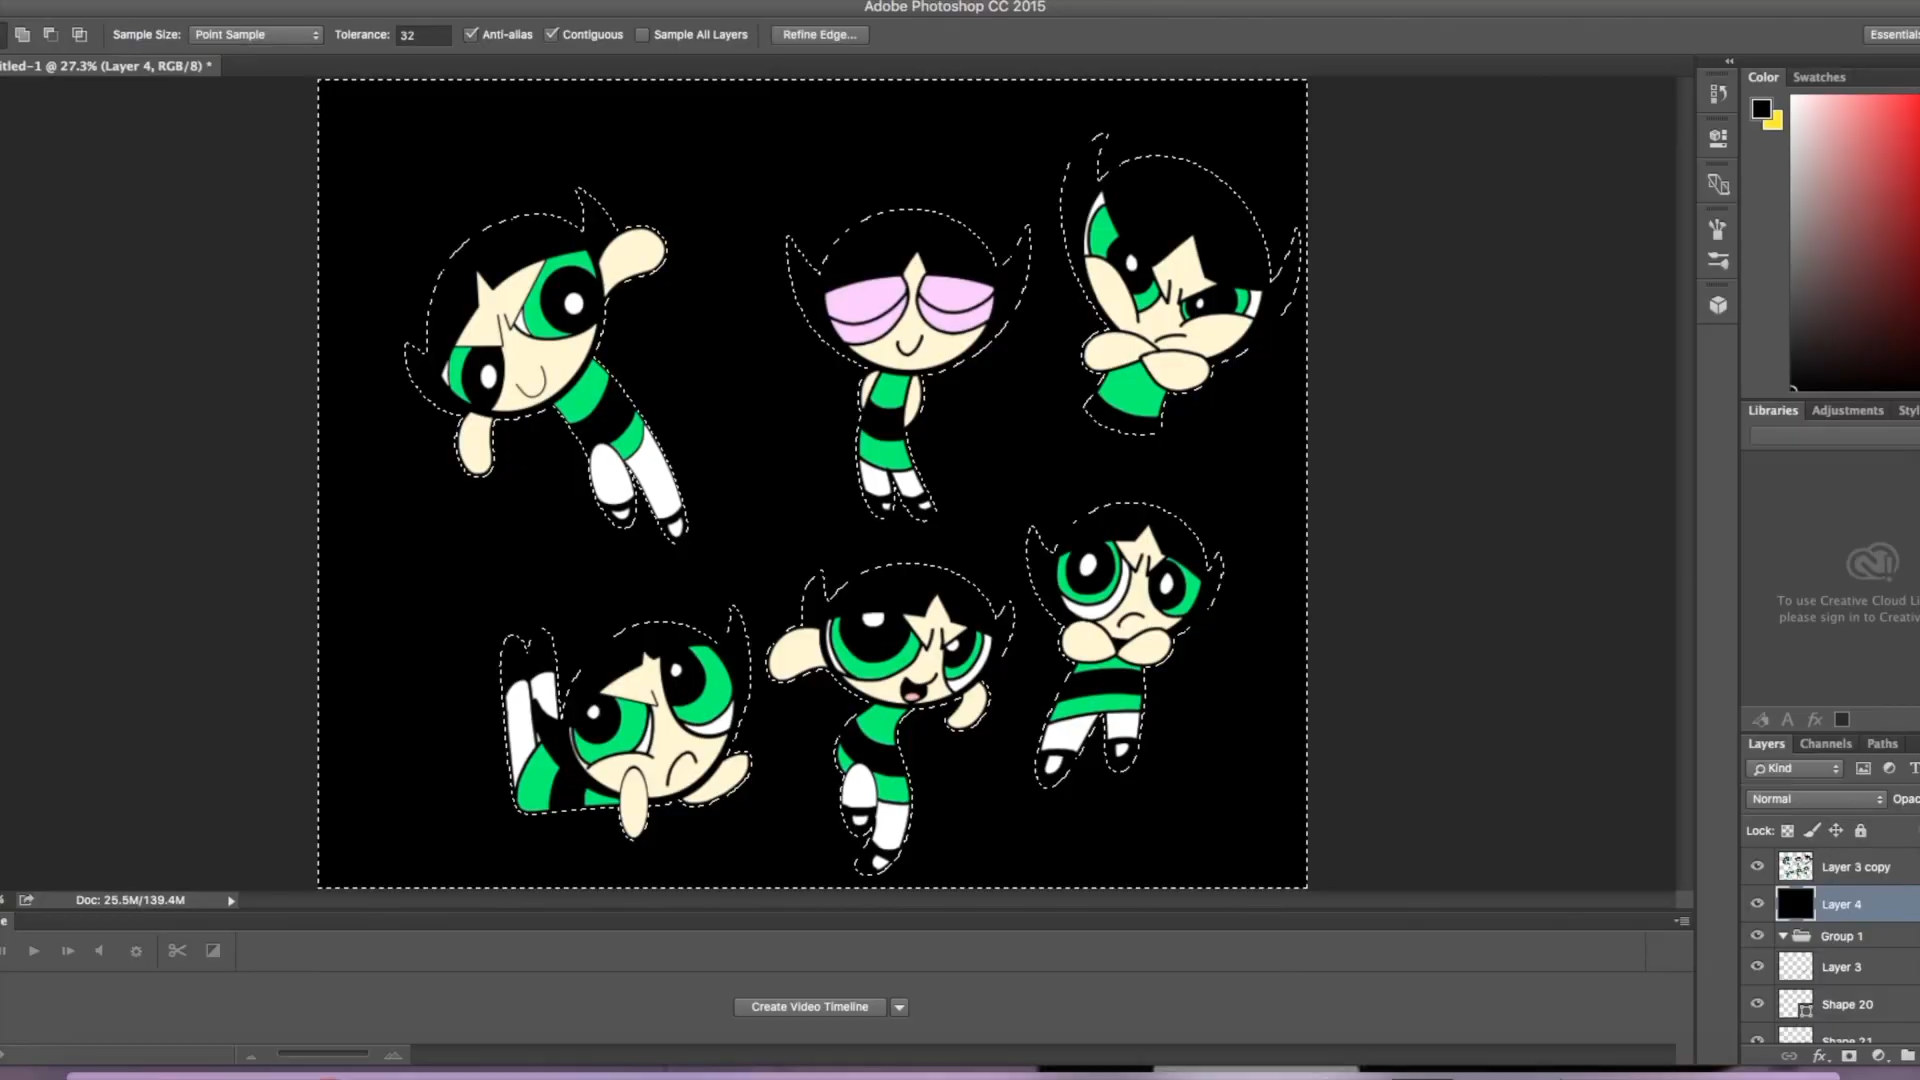 Adobe Photoshop CC 2015
Sample Size: Point Sample Tolerance: 32 Anti-alias Contiguous Sample All Layers Refine Edge... Essentials
itled-1 @ 27.3% (Layer 4, RGB/8) *
Color Swatches
Libraries Adjustments Styl
To use Creative Cloud Li
please sign in to Creativ
Layers Channels Paths
Kind
Normal Opac
Lock:
Layer 3 copy
Layer 4
Group 1
Layer 3
Shape 20
Shape 21
Doc: 25.5M/139.4M
Create Video Timeline